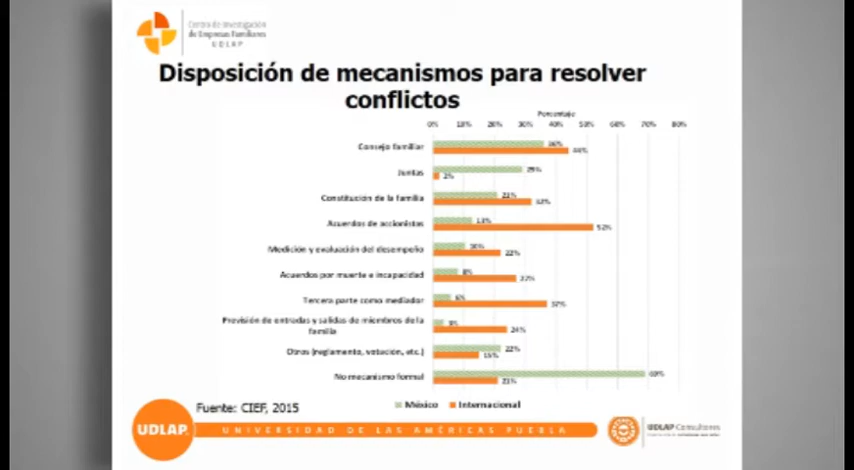 Centro de Investigación
de Empresas Familiares
UDLAP
Disposición de mecanismos para resolver
conflictos
Porcentaje
0% 10% 20% 30% 40% 50% 60% 70% 80%
Consejo familiar 36% 44%
Juntas 29% 2%
Constitución de la familia 21% 32%
Acuerdos de accionistas 13% 52%
Medición y evaluación del desempeño 10% 22%
Acuerdos por muerte e incapacidad 8% 27%
Tercera parte como mediador 6% 37%
Previsión de entradas y salidas de miembros de la
familia 24%
Otros (reglamento, votación, etc.) 22% 15%
No mecanismo formal 69% 21%
México Internacional
Fuente: CIEF, 2015
UDLAP
UNIVERSIDAD DE LAS AMÉRICAS PUEBLA
UDLAP Consultores